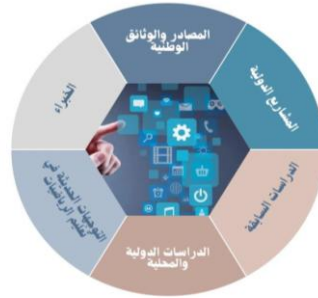 المصادر والوثائق
الوطنية
المشاريع الدولية
الدراسات السابقة
الدراسات الدولية
والمحلية
التوجهات الحديثة في
تعليم الرياضيات
الخبراء